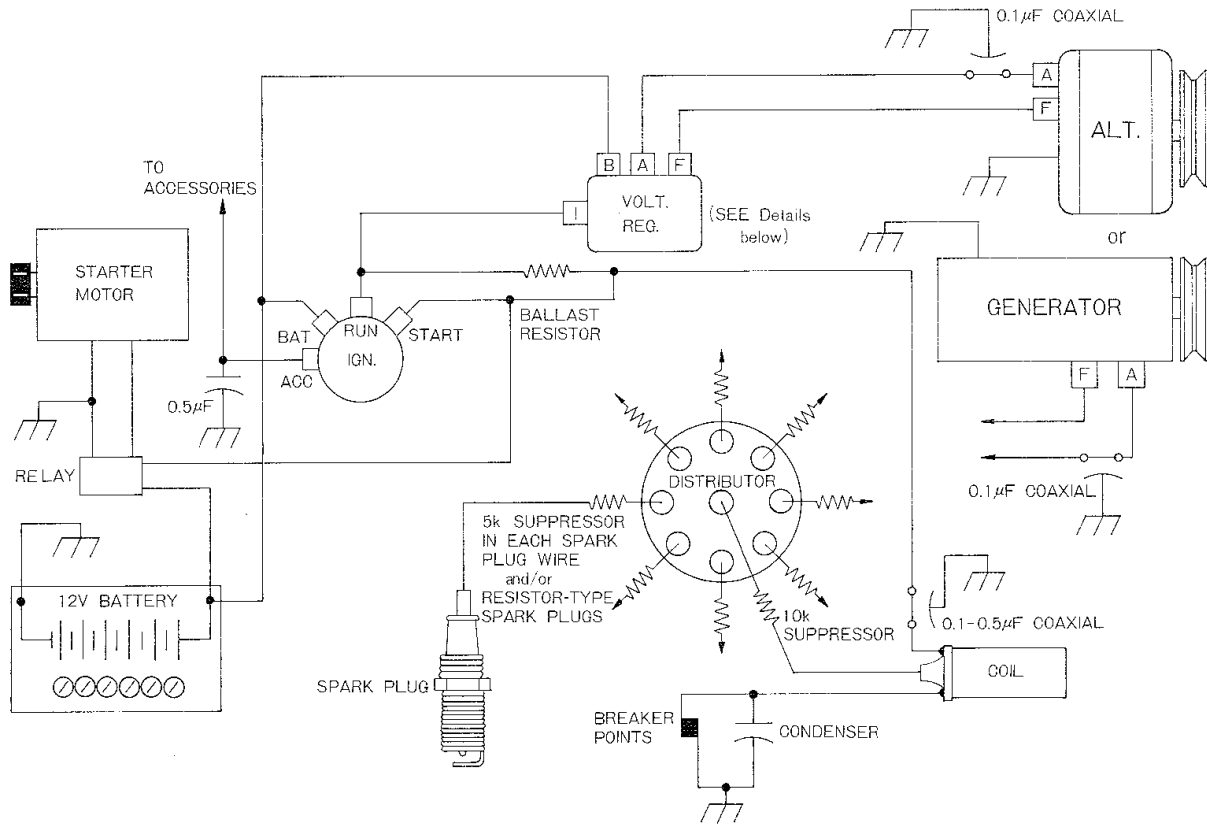 0.1µF COAXIAL
A
F
ALT.
B A F
VOLT.
REG.
I
(SEE Details
below)
or
TO
ACCESSORIES
STARTER
MOTOR
GENERATOR
F
A
BAT
RUN
START
IGN.
ACC
BALLAST
RESISTOR
0.5µF
RELAY
DISTRIBUTOR
0.1µF COAXIAL
5k SUPPRESSOR
IN EACH SPARK
PLUG WIRE
and/or
RESISTOR-TYPE
SPARK PLUGS
12V BATTERY
10k
SUPPRESSOR
0.1-0.5µF COAXIAL
COIL
SPARK PLUG
BREAKER
POINTS
CONDENSER